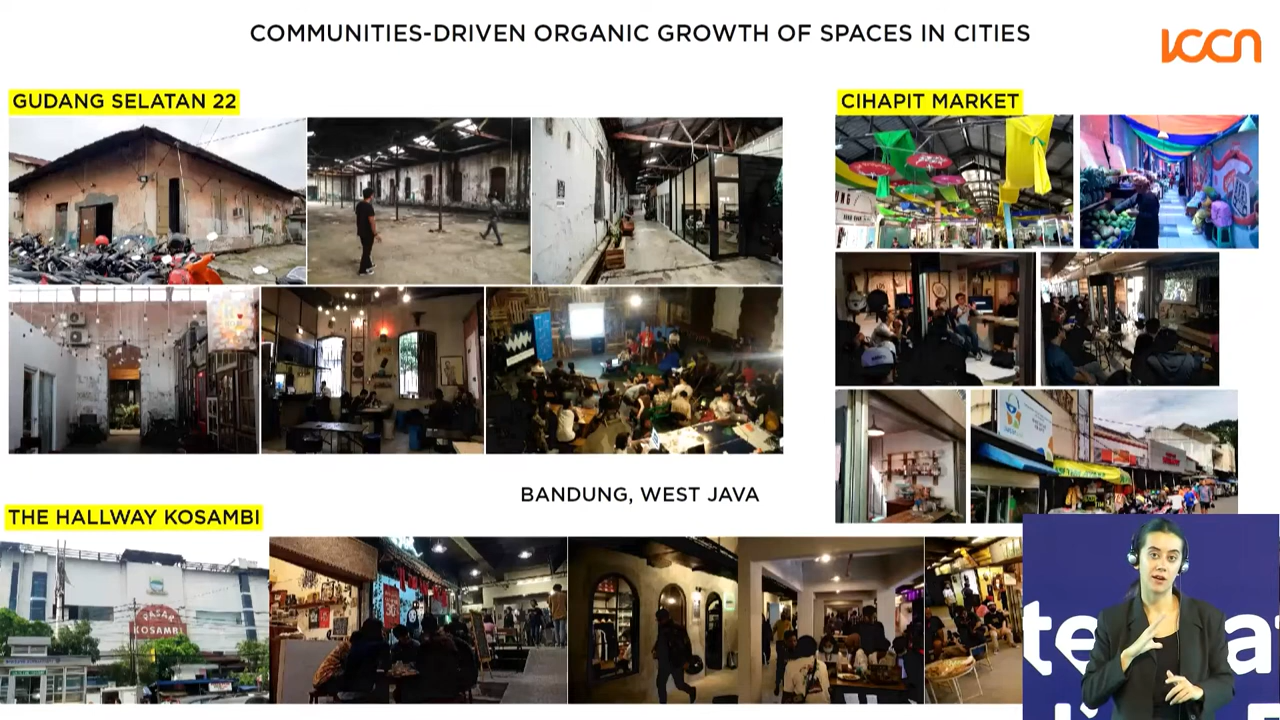 COMMUNITIES-DRIVEN ORGANIC GROWTH OF SPACES IN CITIES
ICCN
GUDANG SELATAN 22
CIHAPIT MARKET
BANDUNG, WEST JAVA
THE HALLWAY KOSAMBI
PASAR
KOSAMBI